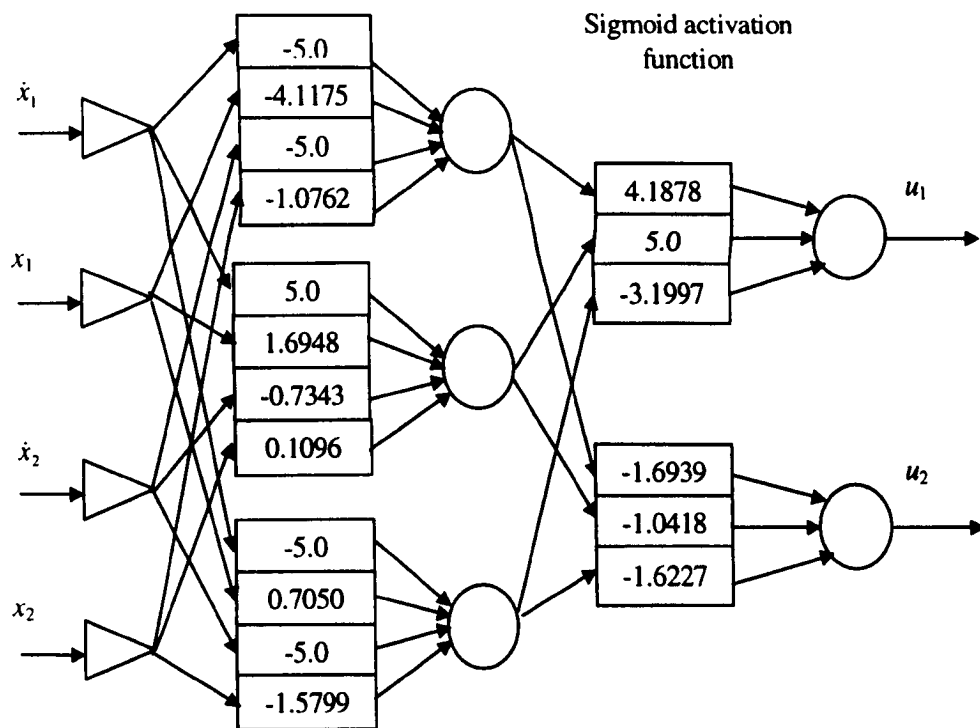 Sigmoid activation
function
ẋ₁
x₁
ẋ₂
x₂
-5.0
-4.1175
-5.0
-1.0762
5.0
1.6948
-0.7343
0.1096
-5.0
0.7050
-5.0
-1.5799
4.1878
5.0
-3.1997
-1.6939
-1.0418
-1.6227
u₁
u₂